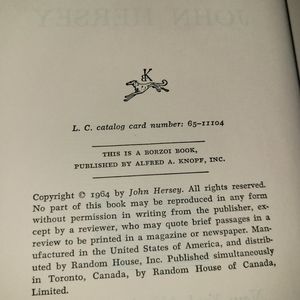 JOHN HERSEY
BK
L. C. catalog card number: 65-11104
THIS IS A BORZOI BOOK,
PUBLISHED BY ALFRED A. KNOPF, INC.
Copyright © 1964 by John Hersey. All rights reserved.
No part of this book may be reproduced in any form
without permission in writing from the publisher, ex-
cept by a reviewer, who may quote brief passages in a
review to be printed in a magazine or newspaper. Man-
ufactured in the United States of America, and distrib-
uted by Random House, Inc. Published simultaneously
in Toronto, Canada, by Random House of Canada,
Limited.